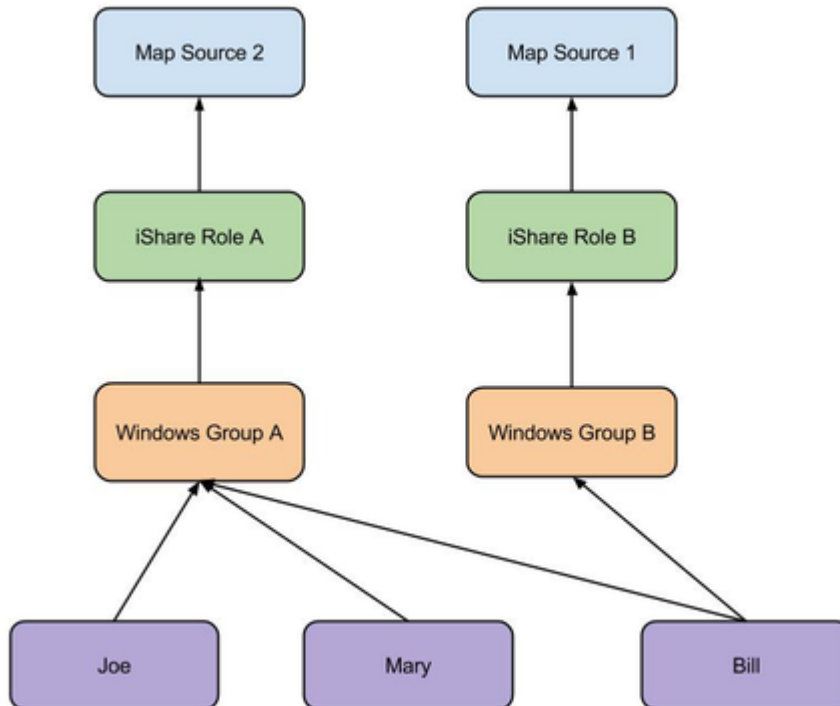 Map Source 2
Map Source 1
iShare Role A
iShare Role B
Windows Group A
Windows Group B
Joe
Mary
Bill